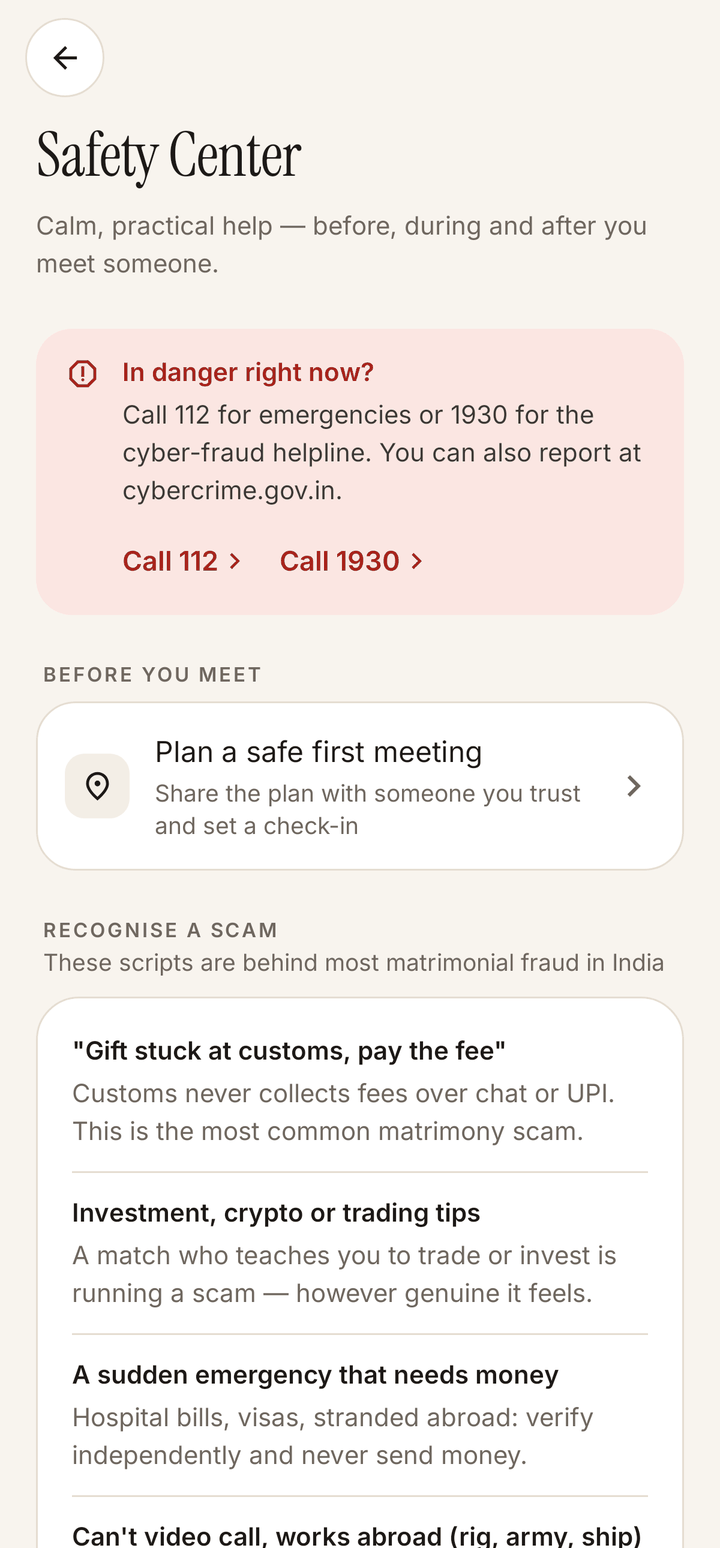 Safety Center
Calm, practical help — before, during and after you
meet someone.
In danger right now?
Call 112 for emergencies or 1930 for the
cyber-fraud helpline. You can also report at
cybercrime.gov.in.
Call 112 Call 1930
BEFORE YOU MEET
Plan a safe first meeting
Share the plan with someone you trust
and set a check-in
RECOGNISE A SCAM
These scripts are behind most matrimonial fraud in India
"Gift stuck at customs, pay the fee"
Customs never collects fees over chat or UPI.
This is the most common matrimony scam.
Investment, crypto or trading tips
A match who teaches you to trade or invest is
running a scam — however genuine it feels.
A sudden emergency that needs money
Hospital bills, visas, stranded abroad: verify
independently and never send money.
Can't video call, works abroad (rig, army, ship)